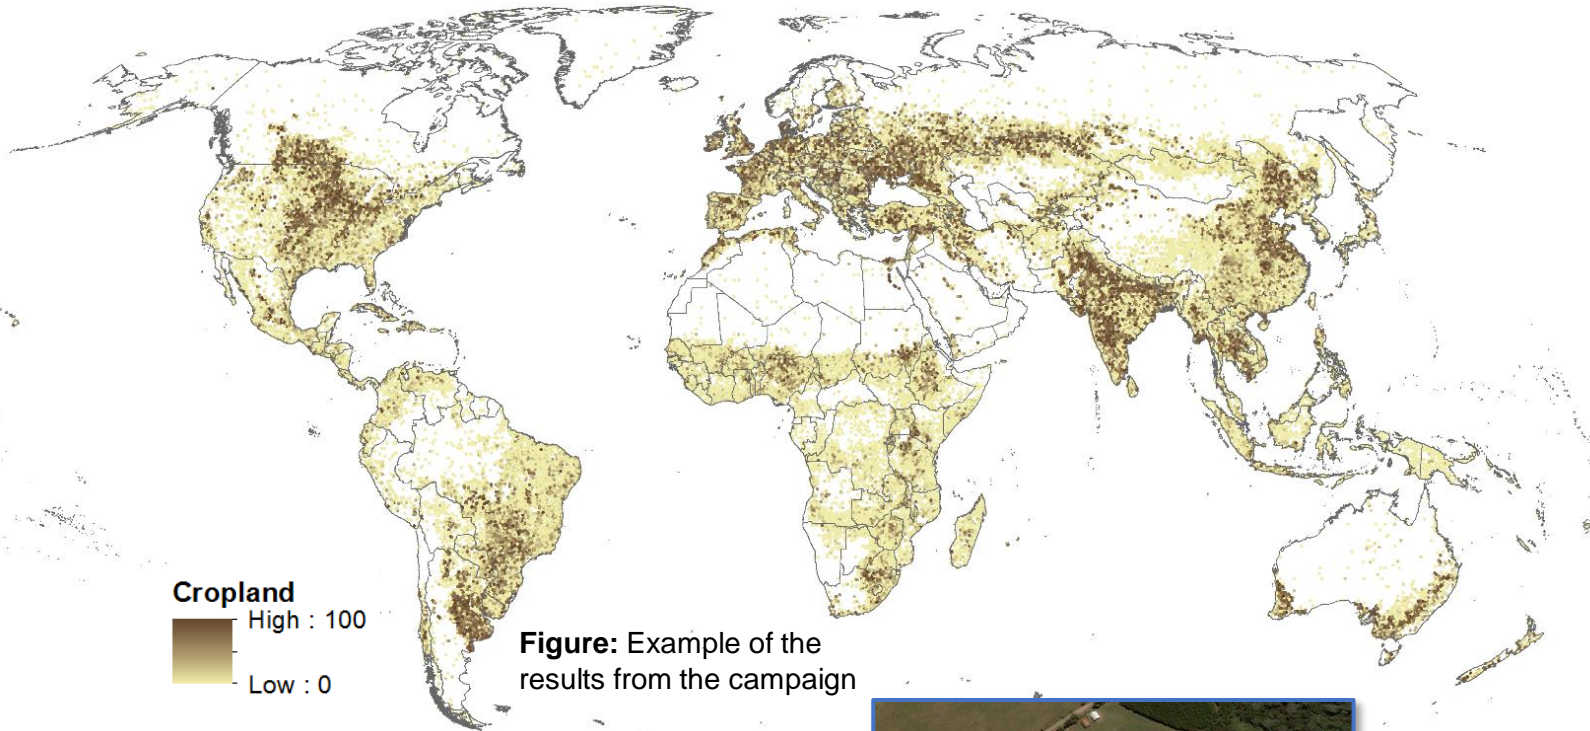 Cropland
High : 100
Low : 0
Figure: Example of the
results from the campaign